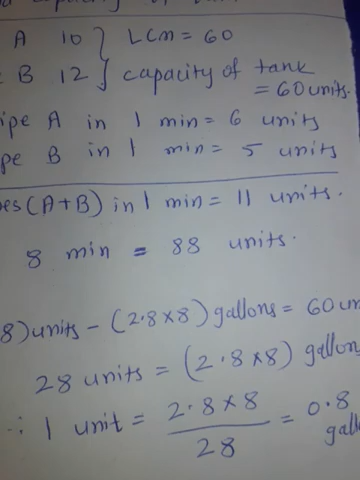 capacity of
A 10 } LCM = 60
B 12 } capacity of tank
= 60 units.
ipe A in 1 min = 6 units
pe B in 1 min = 5 units
es (A+B) in 1 min = 11 units.
8 min = 88 units.
8) units - (2.8 × 8) gallons = 60 un
28 units = (2.8 × 8) gallon
∴ 1 unit = 2.8 × 8 / 28 = 0.8
gall